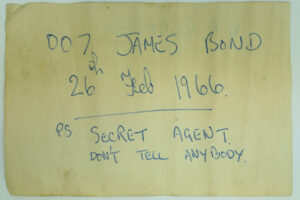 007 JAMES BOND
26th Feb 1966.
PS SECRET AGENT.
DON'T TELL ANYBODY.